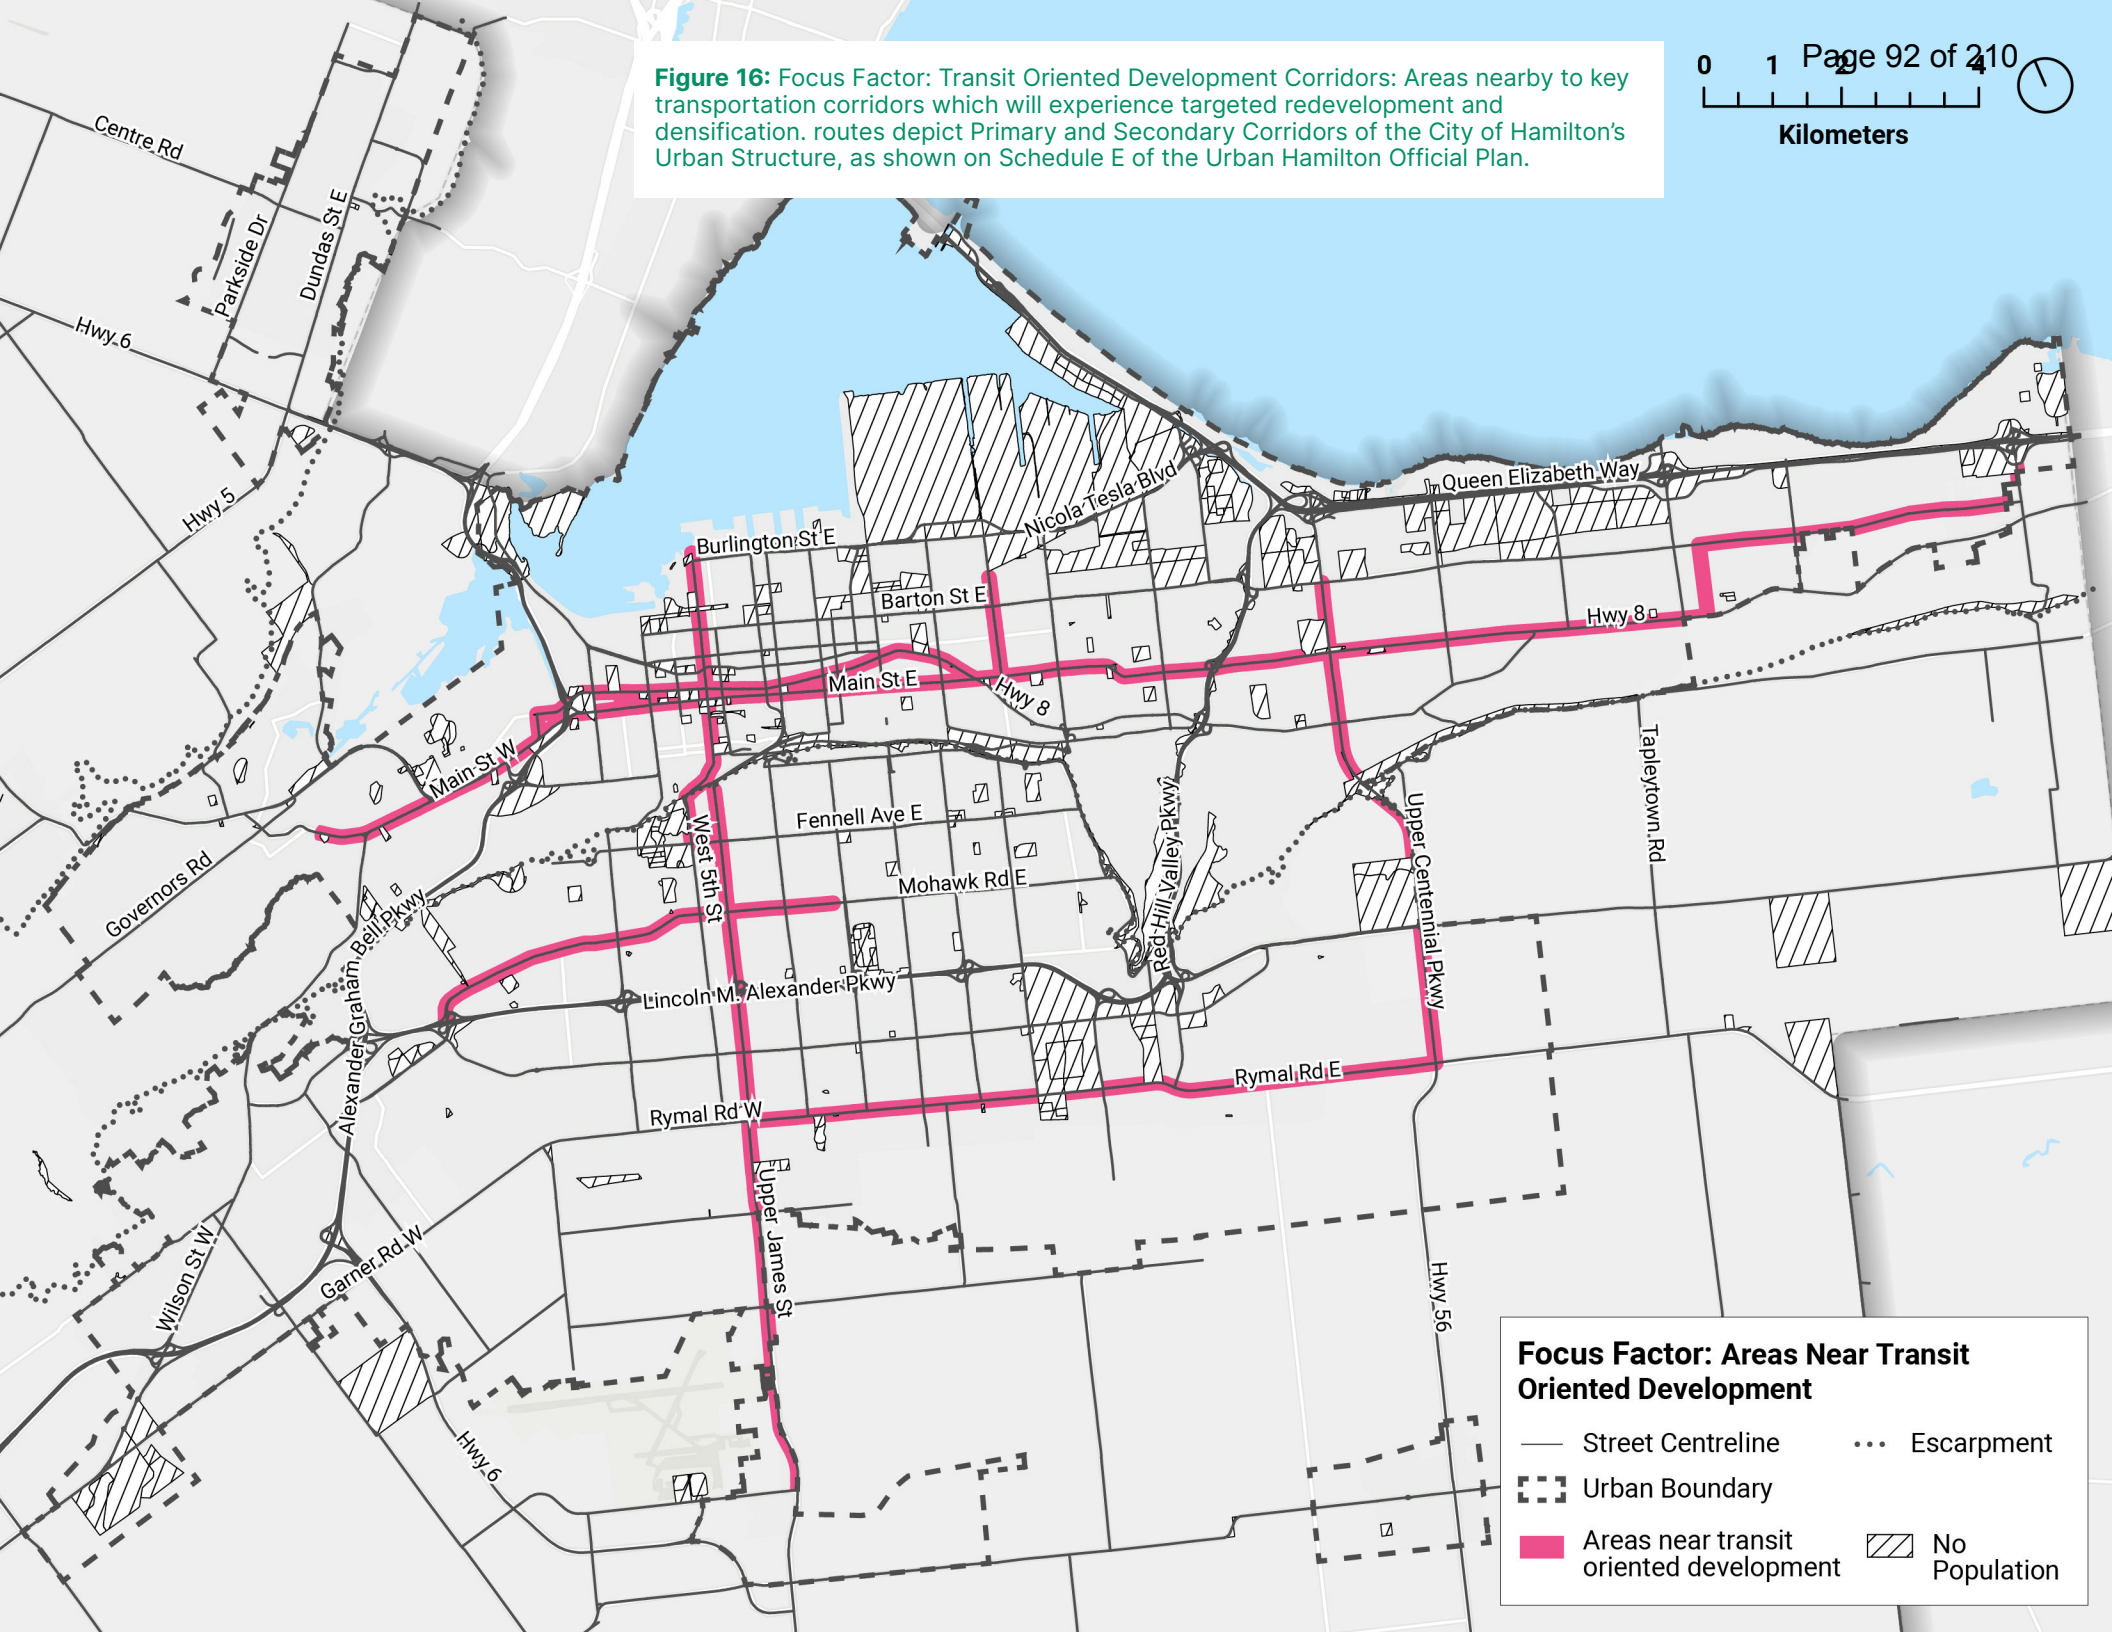 Figure 16: Focus Factor: Transit Oriented Development Corridors: Areas nearby to key
transportation corridors which will experience targeted redevelopment and
densification. routes depict Primary and Secondary Corridors of the City of Hamilton’s
Urban Structure, as shown on Schedule E of the Urban Hamilton Official Plan.
Page 92 of 210
0 1 2 4
Kilometers
Centre Rd
Parkside Dr
Dundas St E
Hwy 6
Hwy 5
Queen Elizabeth Way
Nicola Tesla Blvd
Burlington St E
Barton St E
Hwy 8
Main St E
Hwy 8
Main St W
Tapleytown Rd
Upper Centennial Pkwy
Red Hill Valley Pkwy
Fennell Ave E
West 5th St
Mohawk Rd E
Governors Rd
Alexander Graham Bell Pkwy
Lincoln M. Alexander Pkwy
Rymal Rd E
Rymal Rd W
Upper James St
Wilson St W
Garner Rd W
Hwy 56
Hwy 6
Focus Factor: Areas Near Transit
Oriented Development
Street Centreline
Escarpment
Urban Boundary
Areas near transit
oriented development
No
Population